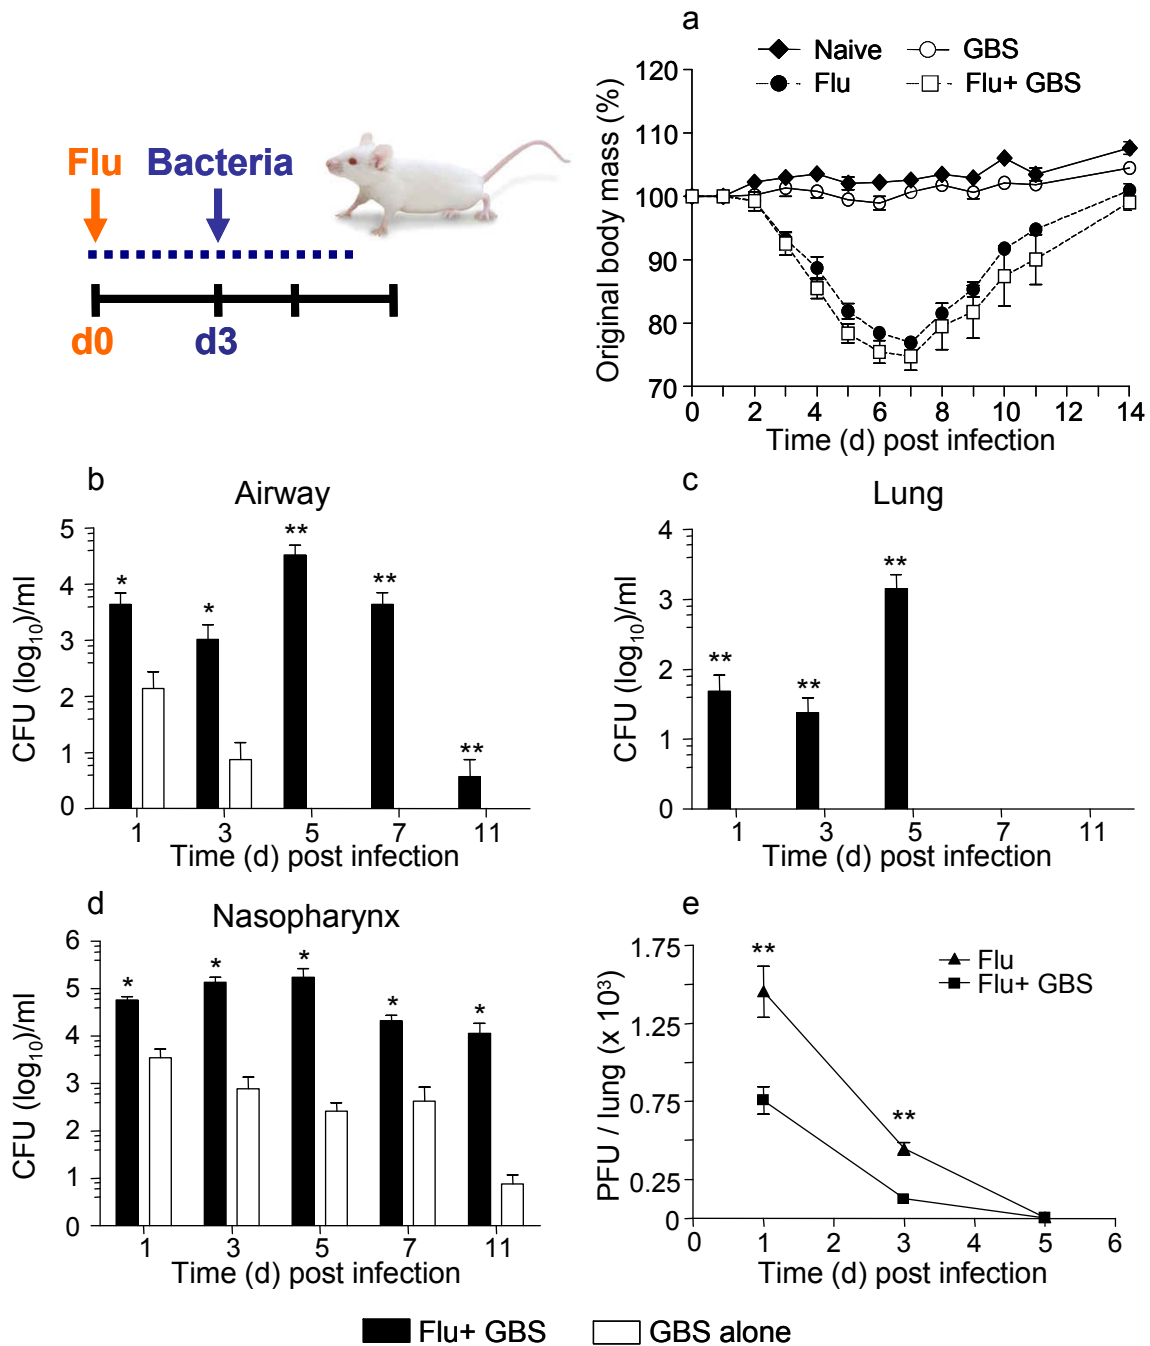 Flu Bacteria
d0 d3
a
Naive GBS
Flu Flu+ GBS
Original body mass (%)
120
110
100
90
80
70
0 2 4 6 8 10 12 14
Time (d) post infection
b
Airway
CFU (log10)/ml
5
4
3
2
1
0
* * ** ** **
1 3 5 7 11
Time (d) post infection
c
Lung
CFU (log10)/ml
4
3
2
1
0
** ** **
1 3 5 7 11
Time (d) post infection
d
Nasopharynx
CFU (log10)/ml
6
5
4
3
2
1
0
* * * * *
1 3 5 7 11
Time (d) post infection
e
Flu
Flu+ GBS
PFU / lung (x 10³)
1.75
1.25
0.75
0.25
0
** **
0 1 2 3 4 5 6
Time (d) post infection
Flu+ GBS GBS alone